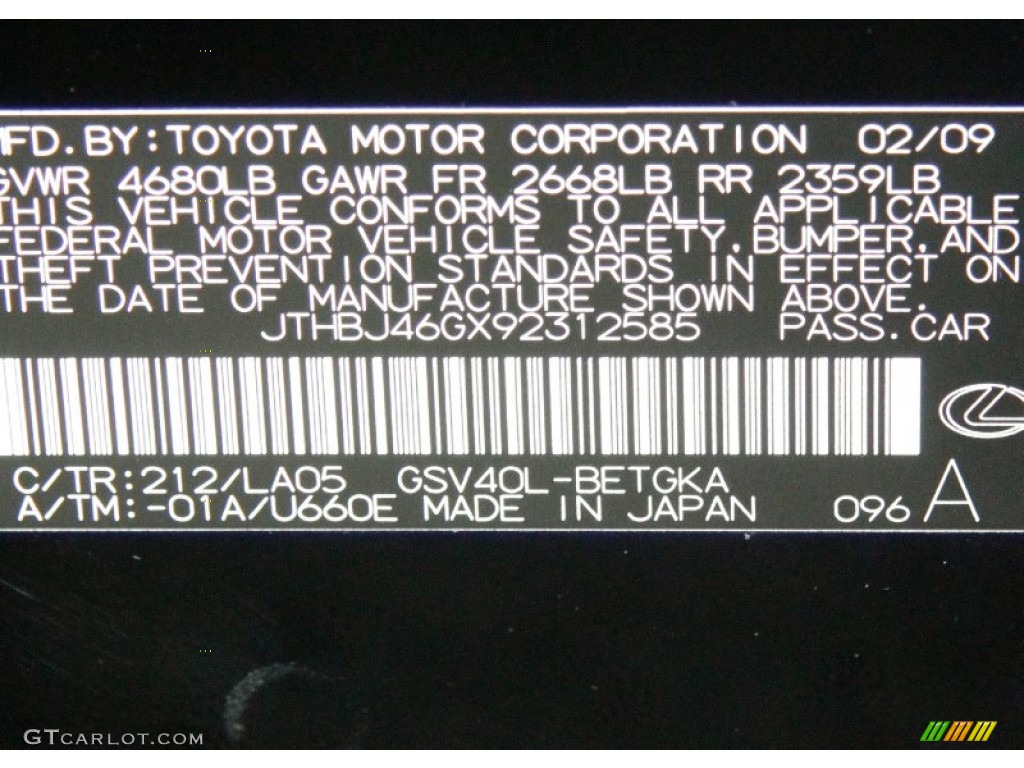 MFD. BY: TOYOTA MOTOR CORPORATION 02/09
GVWR 4680LB GAWR FR 2668LB RR 2359LB
THIS VEHICLE CONFORMS TO ALL APPLICABLE
FEDERAL MOTOR VEHICLE SAFETY, BUMPER, AND
THEFT PREVENTION STANDARDS IN EFFECT ON
THE DATE OF MANUFACTURE SHOWN ABOVE.
JTHBJ46GX92312585 PASS. CAR
C/TR: 212/LA05 GSV40L-BETGKA
A/TM: -01A/U660E MADE IN JAPAN 096 A
GTCARLOT.COM